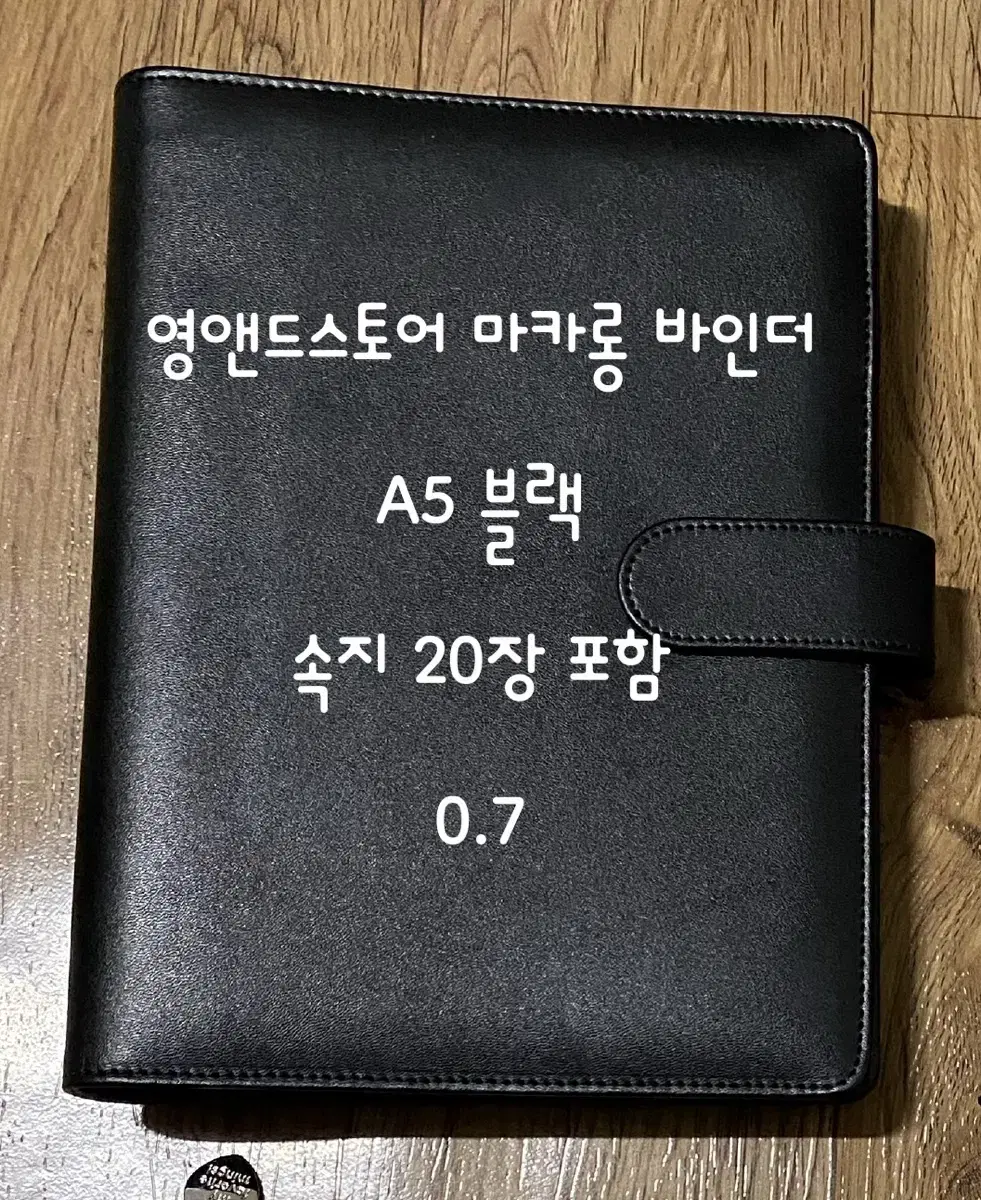 영앤드스토어 마카롱 바인더
A5 블랙
속지 20장 포함
0.7